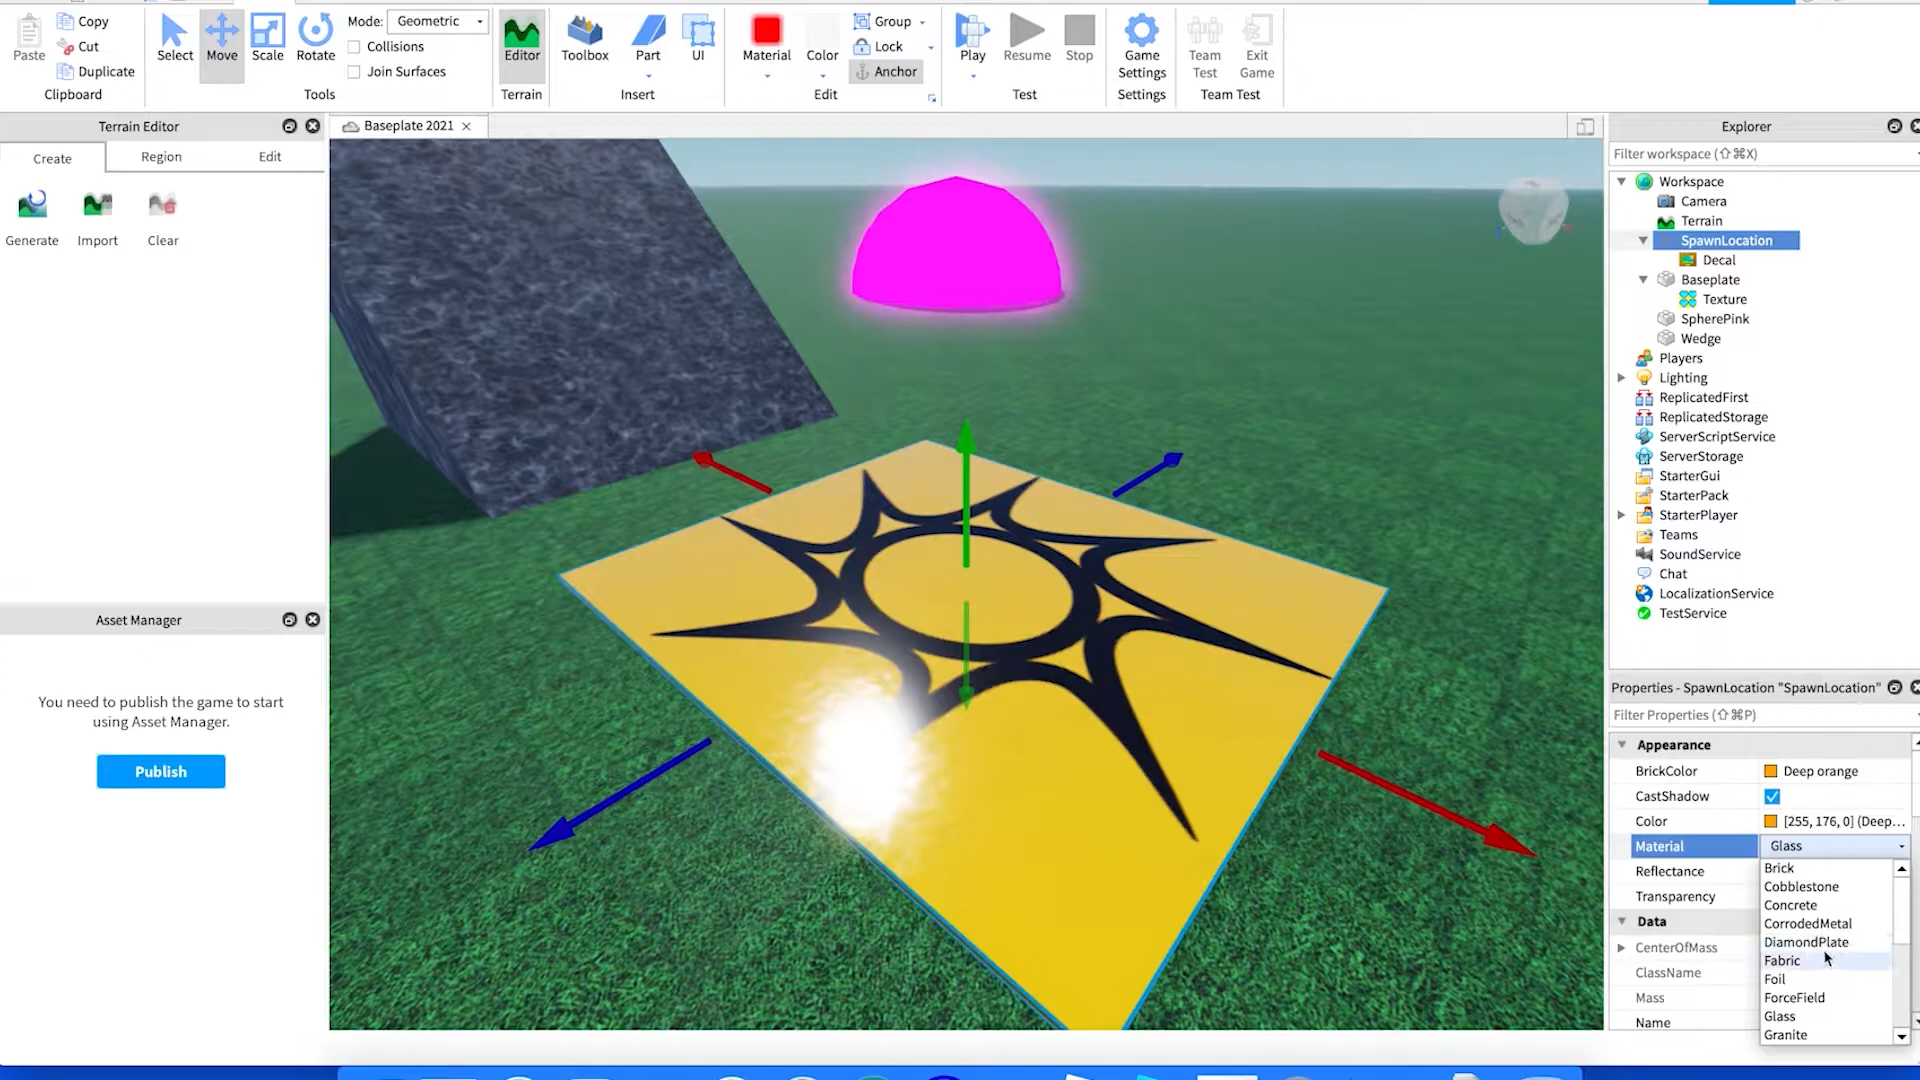 Copy
Cut
Duplicate
Paste
Clipboard
Select
Move
Scale
Rotate
Mode: Geometric
Collisions
Join Surfaces
Tools
Editor
Terrain
Toolbox
Part
UI
Insert
Material
Color
Group
Lock
Anchor
Edit
Play
Resume
Stop
Test
Game
Settings
Settings
Team
Test
Exit
Game
Team Test
Terrain Editor
Create Region Edit
Generate Import Clear
Asset Manager
You need to publish the game to start
using Asset Manager.
Publish
Baseplate 2021
Explorer
Filter workspace (⇧⌘X)
Workspace
Camera
Terrain
SpawnLocation
Decal
Baseplate
Texture
SpherePink
Wedge
Players
Lighting
ReplicatedFirst
ReplicatedStorage
ServerScriptService
ServerStorage
StarterGui
StarterPack
StarterPlayer
Teams
SoundService
Chat
LocalizationService
TestService
Properties - SpawnLocation "SpawnLocation"
Filter Properties (⇧⌘P)
Appearance
BrickColor Deep orange
CastShadow
Color [255, 176, 0] (Deep...
Material Glass
Reflectance
Transparency
Data
CenterOfMass
ClassName
Mass
Name
Brick
Cobblestone
Concrete
CorrodedMetal
DiamondPlate
Fabric
Foil
ForceField
Glass
Granite